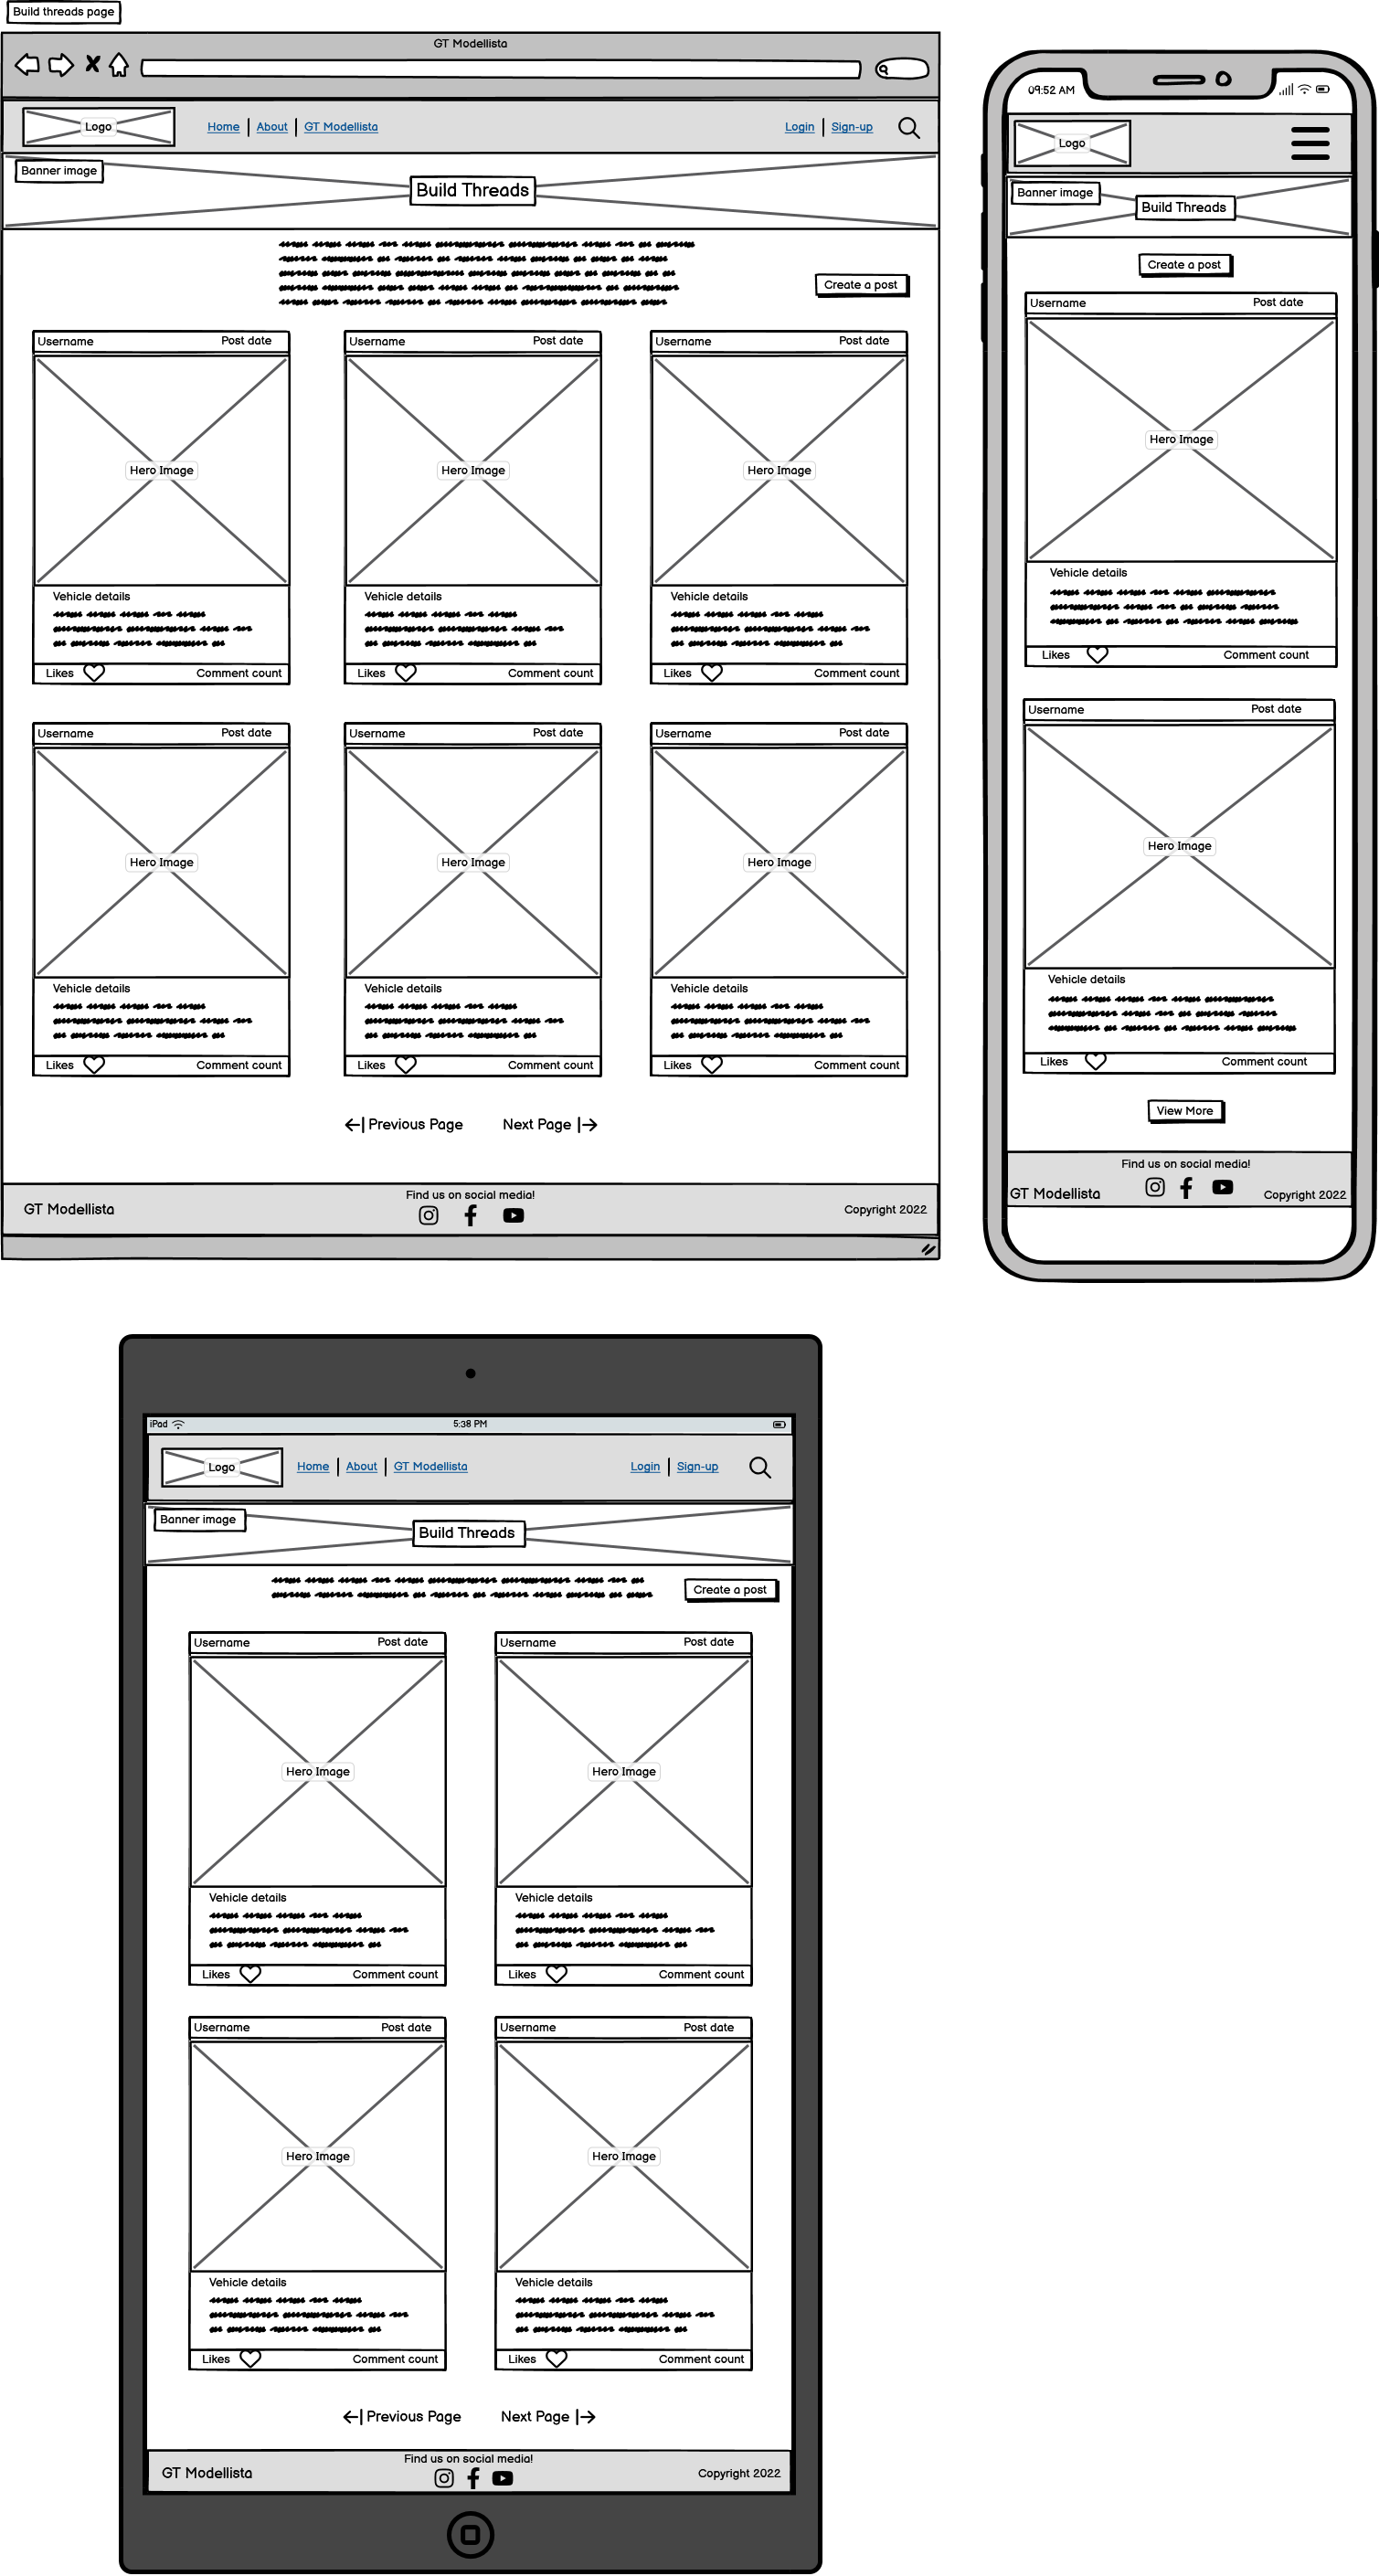 Build threads page
GT Modellista
Logo
Home | About | GT Modellista
Login | Sign-up
Banner image
Build Threads
Create a post
Username Post date
Username Post date
Username Post date
Hero Image
Hero Image
Hero Image
Vehicle details
Vehicle details
Vehicle details
Likes Comment count
Likes Comment count
Likes Comment count
Username Post date
Username Post date
Username Post date
Hero Image
Hero Image
Hero Image
Vehicle details
Vehicle details
Vehicle details
Likes Comment count
Likes Comment count
Likes Comment count
Previous Page Next Page
Find us on social media!
GT Modellista
Copyright 2022
09:52 AM
Logo
Banner image
Build Threads
Create a post
Username Post date
Hero Image
Vehicle details
Likes Comment count
Username Post date
Hero Image
Vehicle details
Likes Comment count
View More
Find us on social media!
GT Modellista Copyright 2022
iPad 5:38 PM
Logo
Home | About | GT Modellista
Login | Sign-up
Banner image
Build Threads
Create a post
Username Post date
Username Post date
Hero Image
Hero Image
Vehicle details
Vehicle details
Likes Comment count
Likes Comment count
Username Post date
Username Post date
Hero Image
Hero Image
Vehicle details
Vehicle details
Likes Comment count
Likes Comment count
Previous Page Next Page
Find us on social media!
GT Modellista
Copyright 2022